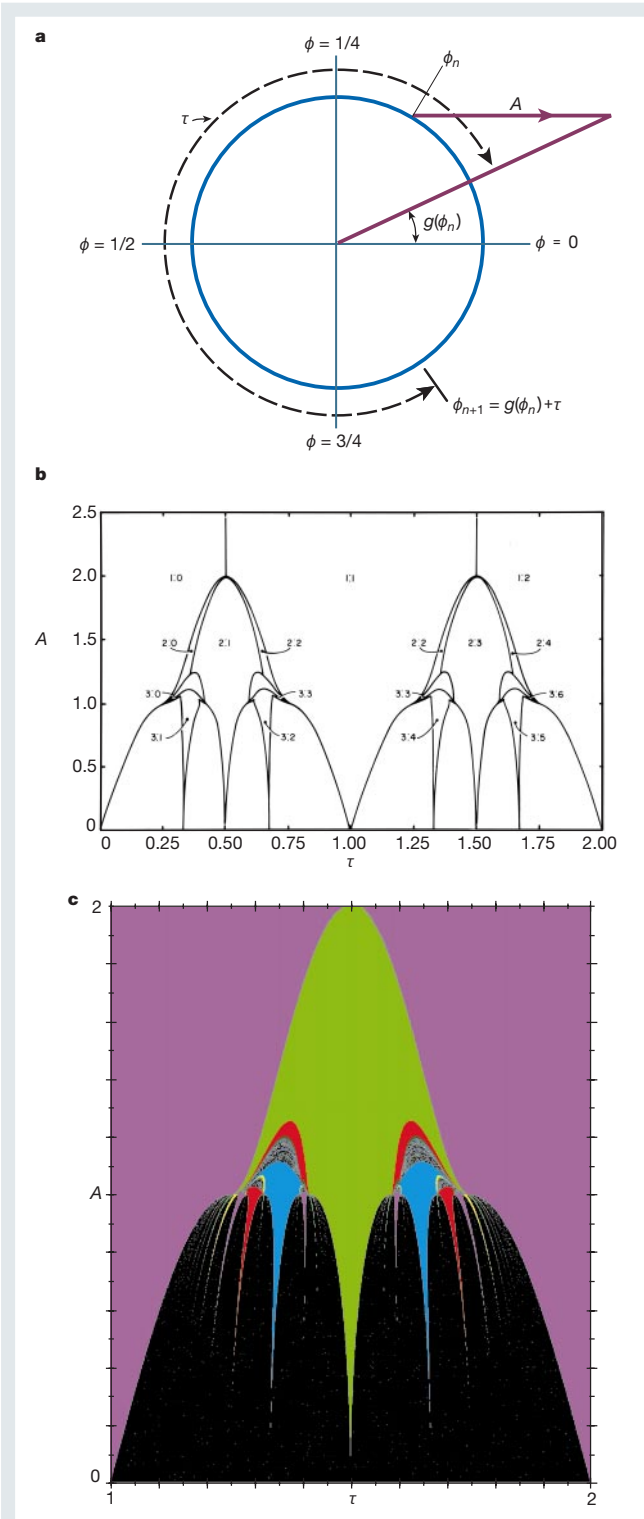 a
ϕ = 1/4
ϕn
A
τ
g(ϕn)
ϕ = 1/2
ϕ = 0
ϕn+1 = g(ϕn)+τ
ϕ = 3/4
b
2.5
1:0 1:1 1:2
2.0
2:0 2:1 2:2 2:2 2:3 2:4
A 1.5
3:0 3:3 3:3 3:6
1.0
3:1 3:2 3:4 3:5
0.5
0
0 0.25 0.50 0.75 1.00 1.25 1.50 1.75 2.00
τ
c
2
A
0
1 τ 2